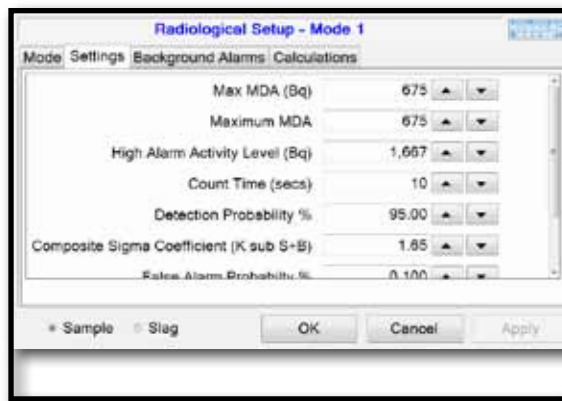 Radiological Setup - Mode 1
Mode Settings Background Alarms Calculations
Max MDA (Bq) 675
Maximum MDA 675
High Alarm Activity Level (Bq) 1,667
Count Time (secs) 10
Detection Probability % 95.00
Composite Sigma Coefficient (K sub S+B) 1.65
False Alarm Probabilty % 0.100
Sample Slag OK Cancel Apply